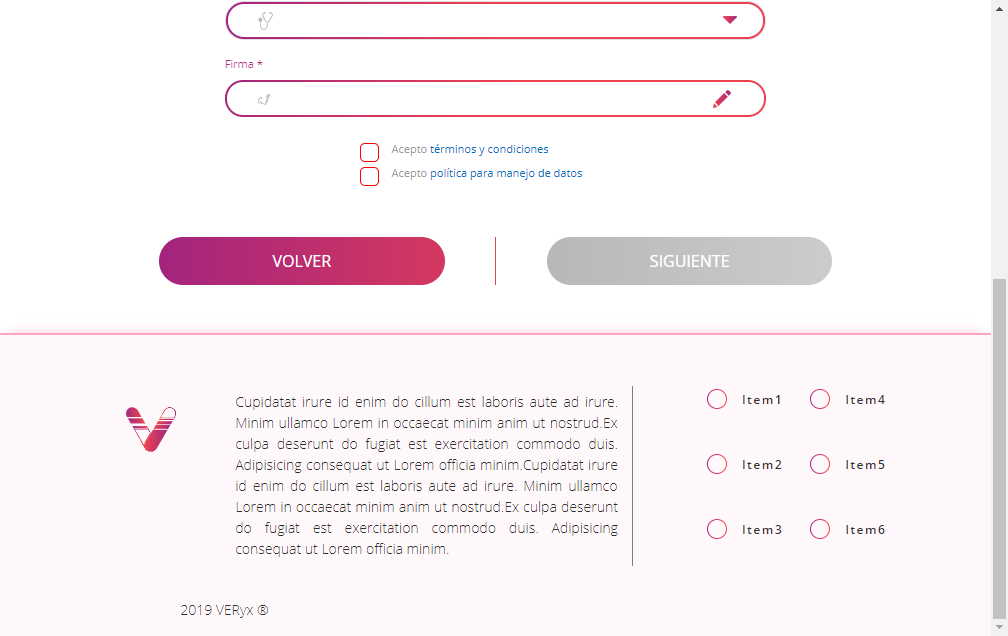 Firma *
Acepto términos y condiciones
Acepto política para manejo de datos
VOLVER
SIGUIENTE
Cupidatat irure id enim do cillum est laboris aute ad irure.
Minim ullamco Lorem in occaecat minim anim ut nostrud.Ex
culpa deserunt do fugiat est exercitation commodo duis.
Adipisicing consequat ut Lorem officia minim.Cupidatat irure
id enim do cillum est laboris aute ad irure. Minim ullamco
Lorem in occaecat minim anim ut nostrud.Ex culpa deserunt
do fugiat est exercitation commodo duis. Adipisicing
consequat ut Lorem officia minim.
Item1
Item4
Item2
Item5
Item3
Item6
2019 VERyx ®